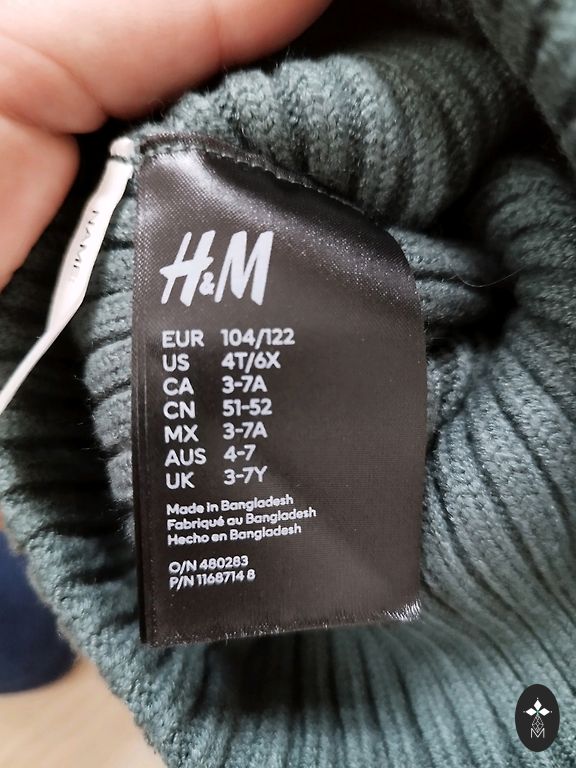 NAME:
H&M
EUR 104/122
US 4T/6X
CA 3-7A
CN 51-52
MX 3-7A
AUS 4-7
UK 3-7Y
Made in Bangladesh
Fabriqué au Bangladesh
Hecho en Bangladesh
O/N 480283
P/N 1168714 8
M